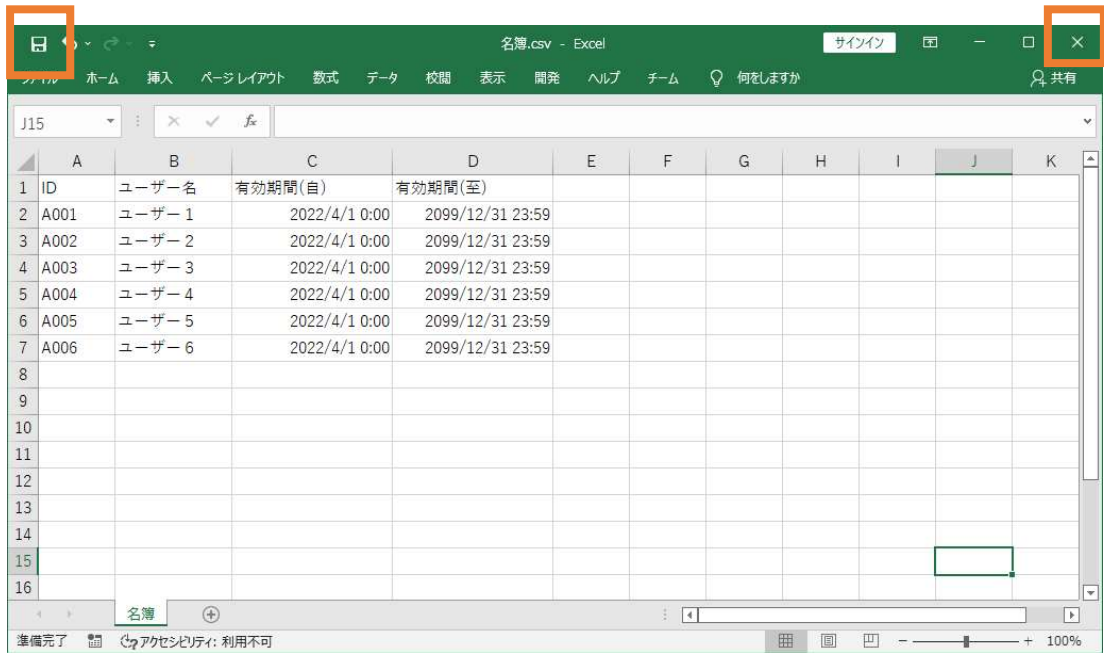 名簿.csv - Excel サインイン
ファイル ホーム 挿入 ページ レイアウト 数式 データ 校閲 表示 開発 ヘルプ チーム 何をしますか 共有
J15 fx
A B C D E F G H I J K
1 ID ユーザー名 有効期間(自) 有効期間(至)
2 A001 ユーザー1 2022/4/1 0:00 2099/12/31 23:59
3 A002 ユーザー2 2022/4/1 0:00 2099/12/31 23:59
4 A003 ユーザー3 2022/4/1 0:00 2099/12/31 23:59
5 A004 ユーザー4 2022/4/1 0:00 2099/12/31 23:59
6 A005 ユーザー5 2022/4/1 0:00 2099/12/31 23:59
7 A006 ユーザー6 2022/4/1 0:00 2099/12/31 23:59
8
9
10
11
12
13
14
15
16
名簿
準備完了 アクセシビリティ: 利用不可 100%